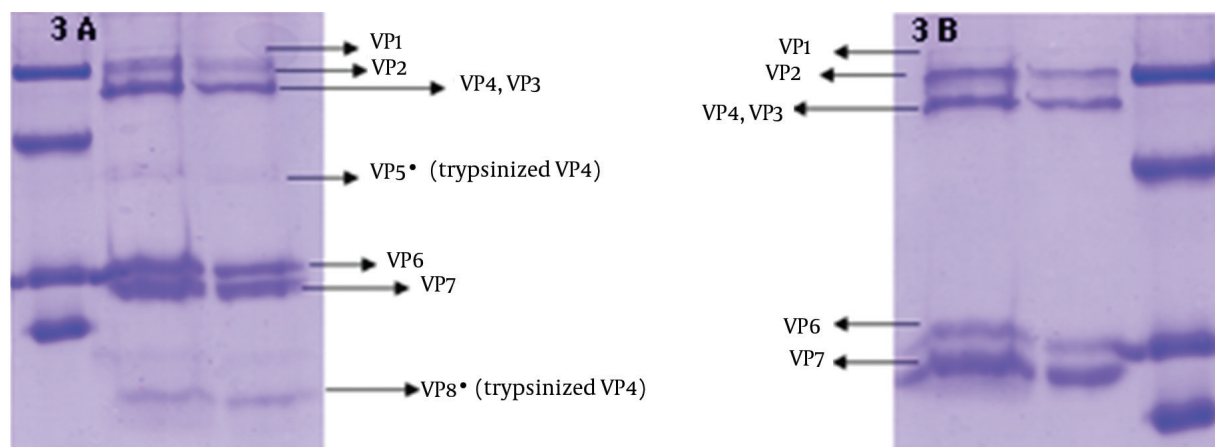 3 A
VP1
VP2
VP4, VP3
VP5• (trypsinized VP4)
VP6
VP7
VP8• (trypsinized VP4)
3 B
VP1
VP2
VP4, VP3
VP6
VP7